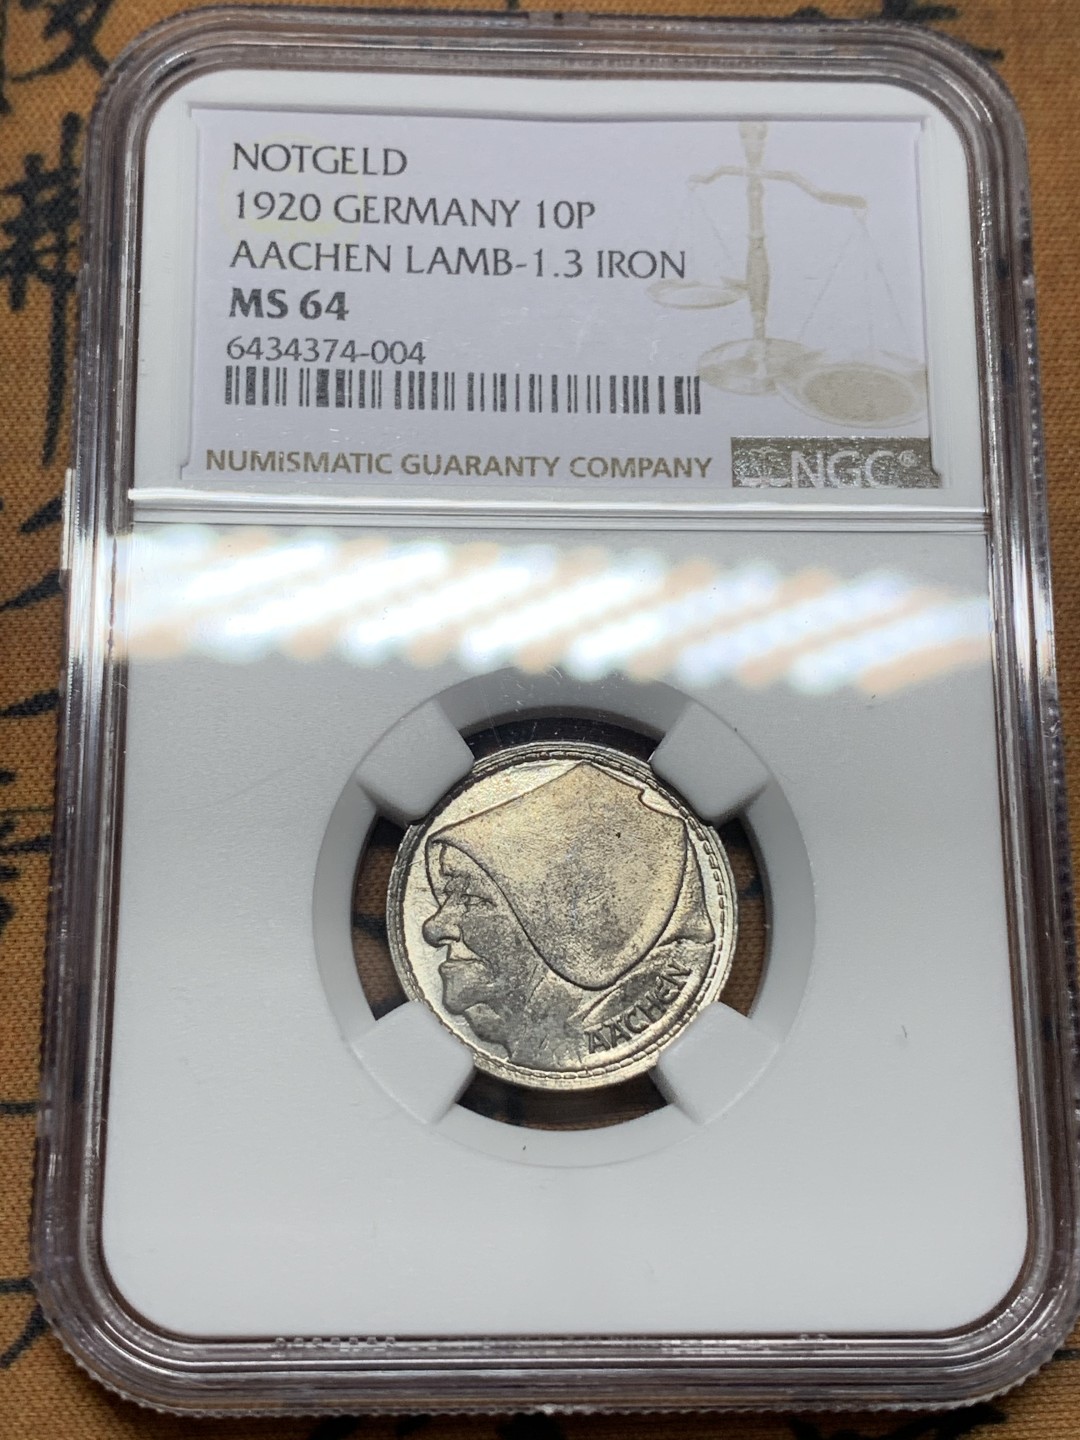 NOTGELD
1920 GERMANY 10P
AACHEN LAMB-1.3 IRON
MS 64
6434374-004
NUMISMATIC GUARANTY COMPANY
NGC®
AACHEN